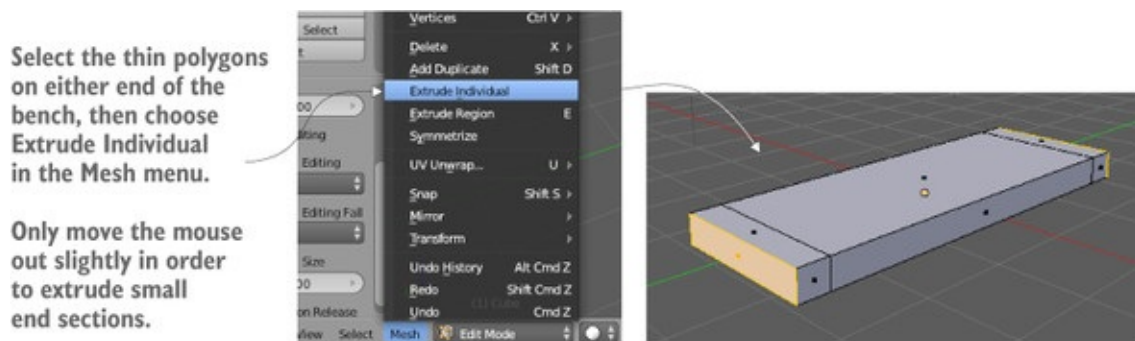 Select the thin polygons
on either end of the
bench, then choose
Extrude Individual
in the Mesh menu.
Only move the mouse
out slightly in order
to extrude small
end sections.
Select
Editing
Editing Fall
Size
on Release
Select
Vertices Ctrl V
Delete X
Add Duplicate Shift D
Extrude Individual
Extrude Region E
Symmetrize
UV Unwrap... U
Snap Shift S
Mirror
Transform
Undo History Alt Cmd Z
Redo Shift Cmd Z
Undo Cmd Z
(1) Cube
Mesh Edit Mode